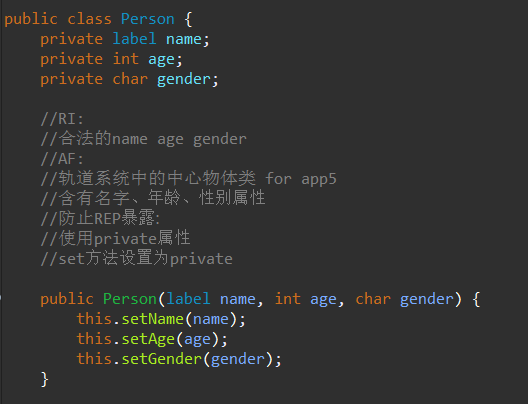 public class Person {
private label name;
private int age;
private char gender;
//RI:
//合法的name age gender
//AF:
//轨道系统中的中心物体类 for app5
//含有名字、年龄、性别属性
//防止REP暴露:
//使用private属性
//set方法设置为private
public Person(label name, int age, char gender) {
this.setName(name);
this.setAge(age);
this.setGender(gender);
}